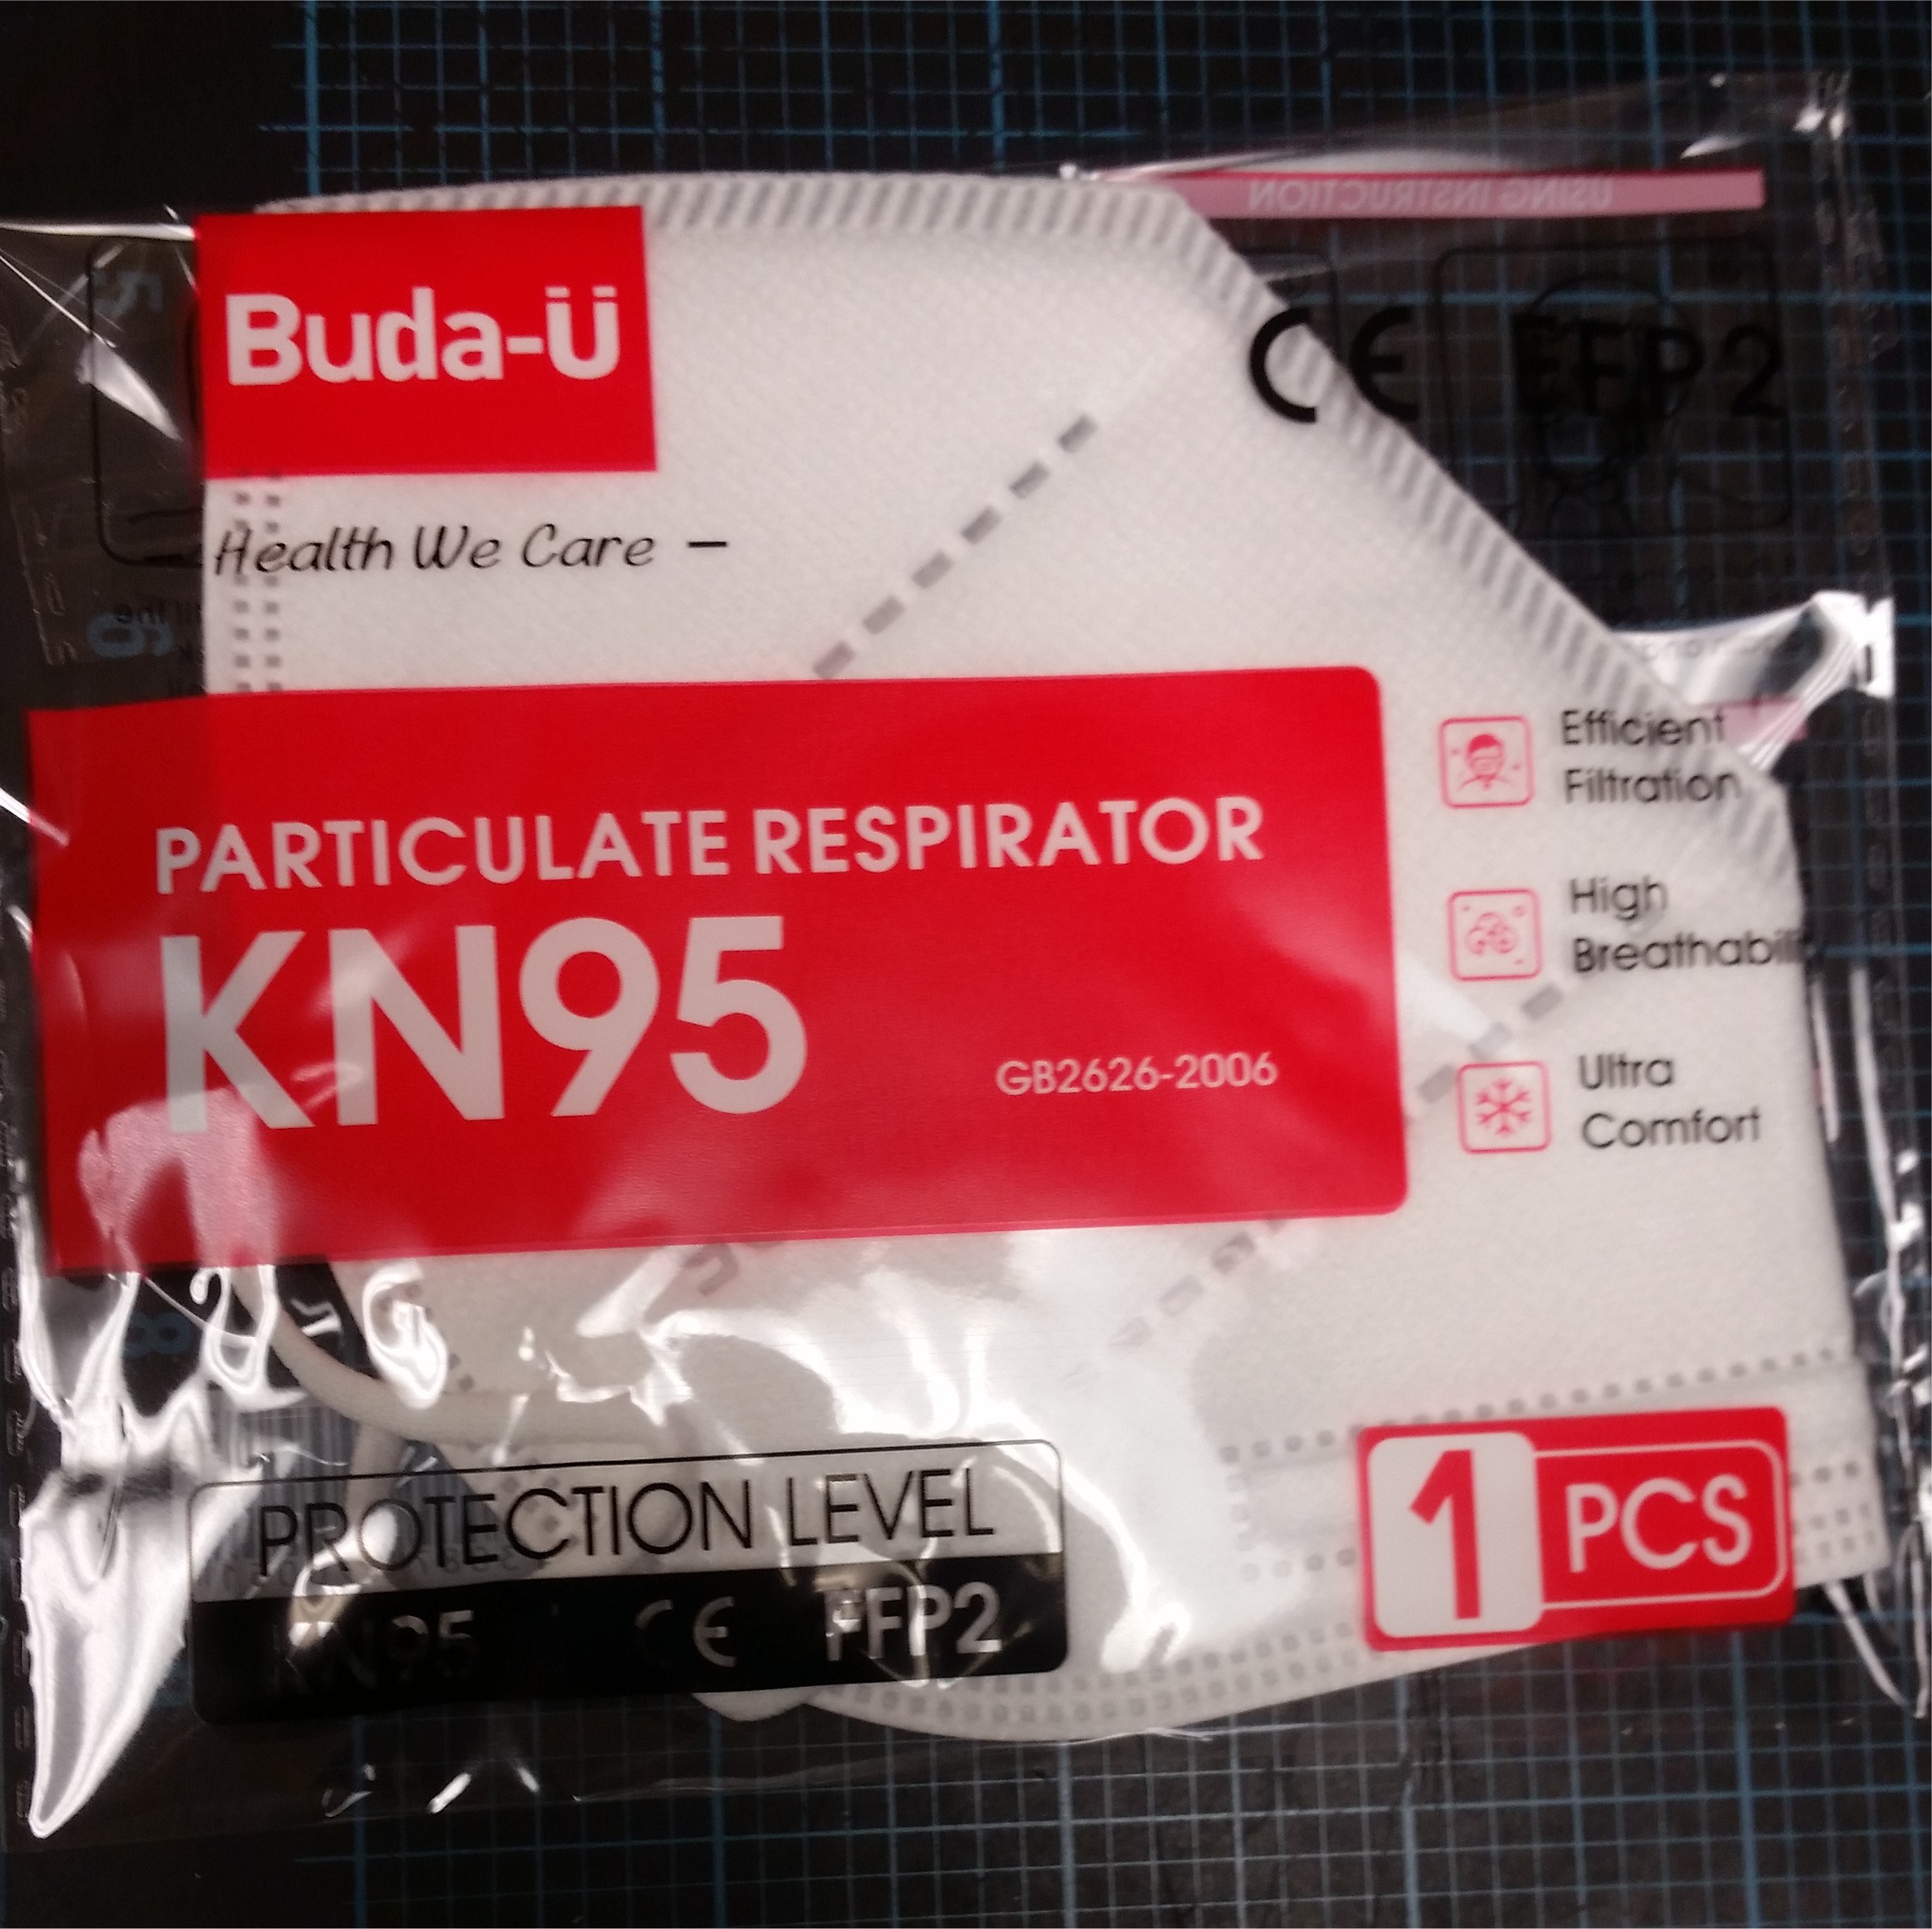 USING INSTRUCTION
Buda-Ü
CE FFP2
Health We Care –
PARTICULATE RESPIRATOR
KN95
GB2626-2006
Efficient
Filtration
High
Breathability
Ultra
Comfort
PROTECTION LEVEL
KN95 CE FFP2
1 PCS